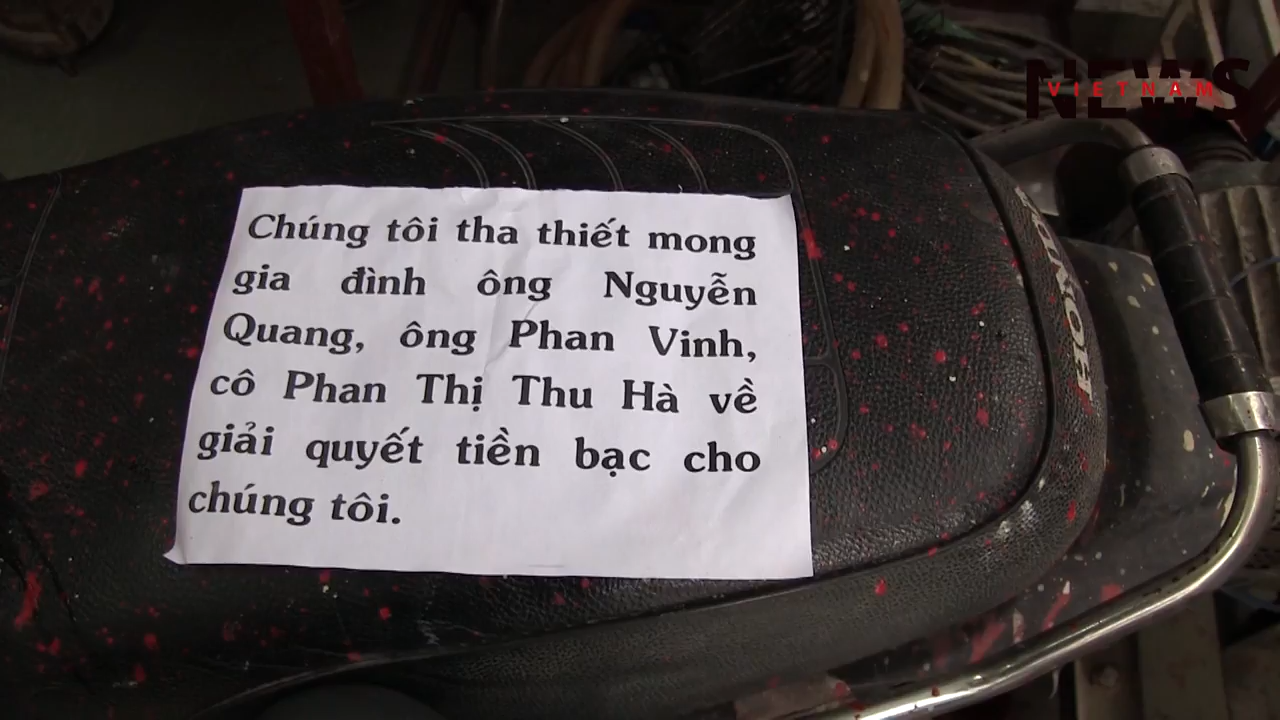 NEWS
VIETNAM
Chúng tôi tha thiết mong
gia đình ông Nguyễn
Quang, ông Phan Vinh,
cô Phan Thị Thu Hà về
giải quyết tiền bạc cho
chúng tôi.
HONDA